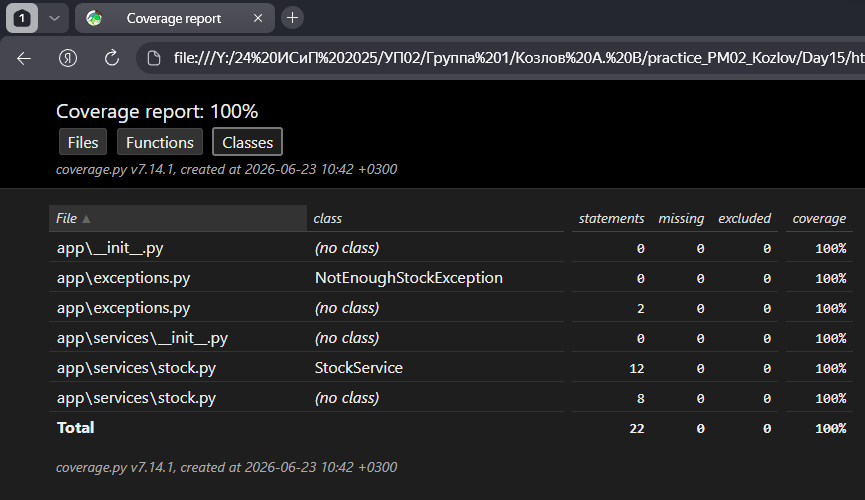 1 Coverage report
file:///Y:/24%20ИСиП%202025/УП02/Группа%201/Козлов%20А.%20В/practice_PM02_Kozlov/Day15/ht
Coverage report: 100%
Files Functions Classes
coverage.py v7.14.1, created at 2026-06-23 10:42 +0300
File class statements missing excluded coverage
app\__init__.py (no class) 0 0 0 100%
app\exceptions.py NotEnoughStockException 0 0 0 100%
app\exceptions.py (no class) 2 0 0 100%
app\services\__init__.py (no class) 0 0 0 100%
app\services\stock.py StockService 12 0 0 100%
app\services\stock.py (no class) 8 0 0 100%
Total 22 0 0 100%
coverage.py v7.14.1, created at 2026-06-23 10:42 +0300